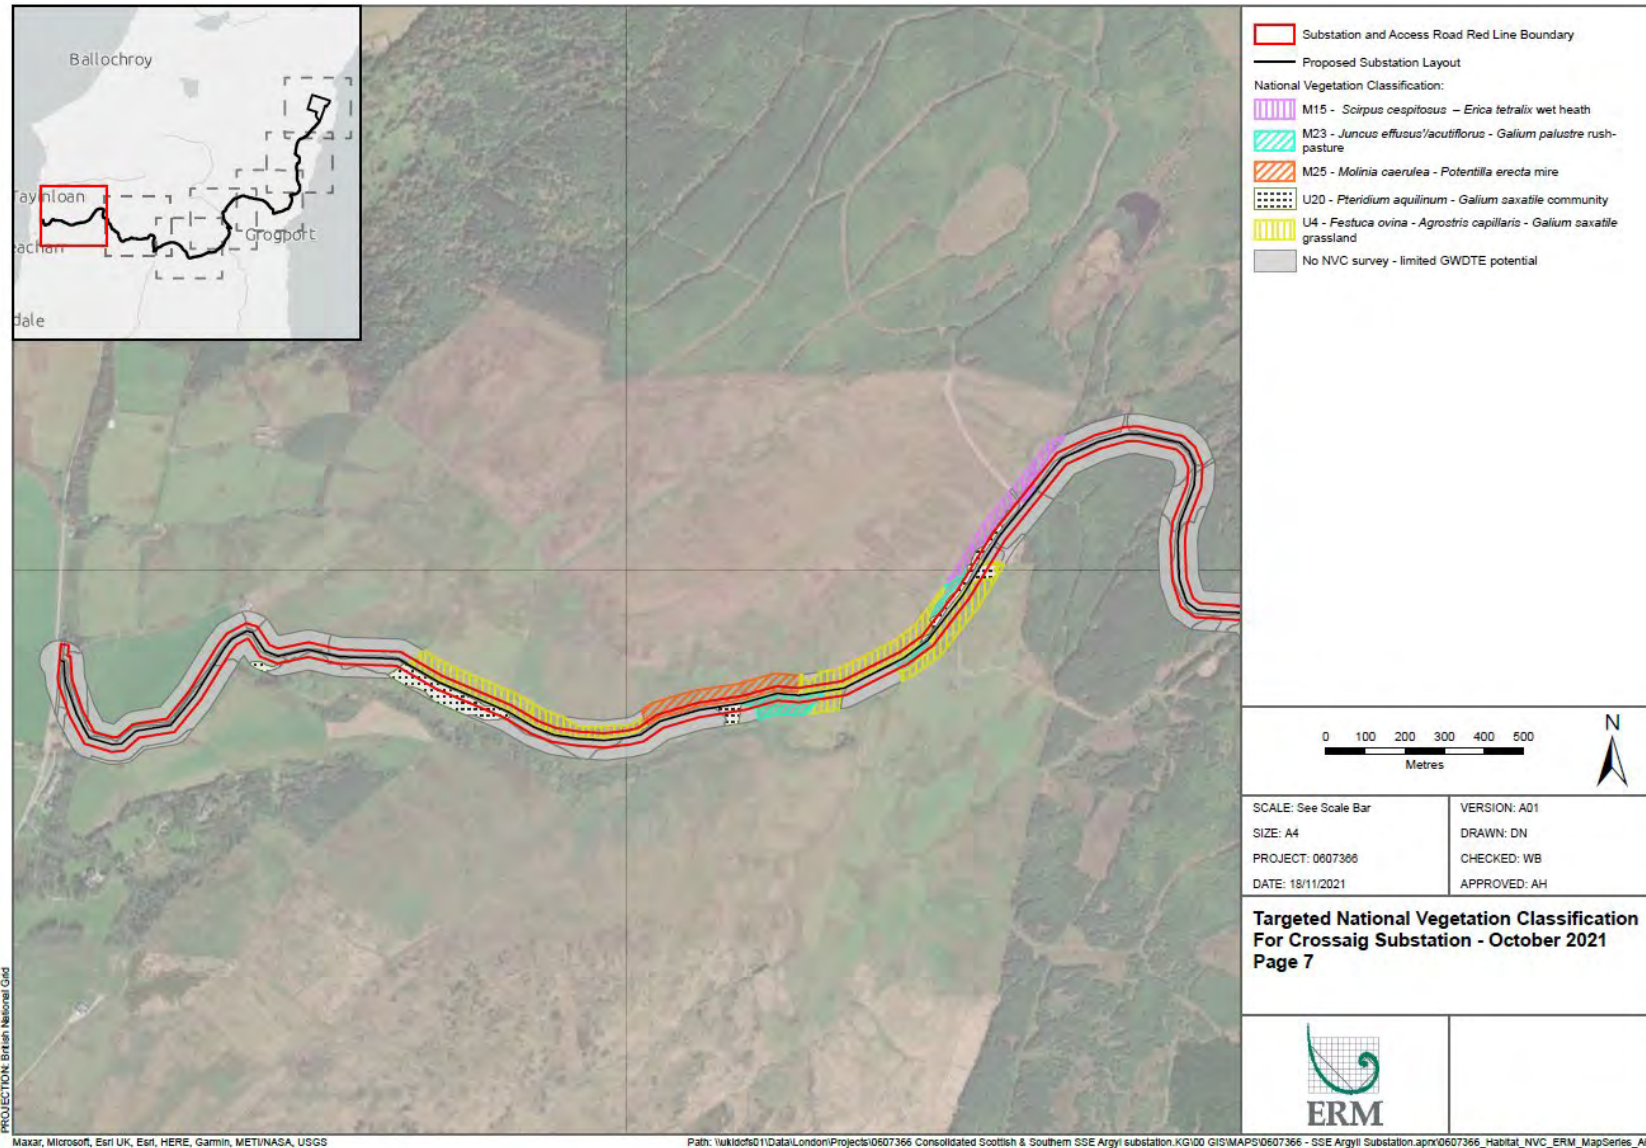 Ballochroy
Tayinloan
Grogport
dale
Substation and Access Road Red Line Boundary
Proposed Substation Layout
National Vegetation Classification:
M15 - Scirpus cespitosus – Erica tetralix wet heath
M23 - Juncus effusus'/acutiflorus - Galium palustre rush-
pasture
M25 - Molinia caerulea - Potentilla erecta mire
U20 - Pteridium aquilinum - Galium saxatile community
U4 - Festuca ovina - Agrostris capillaris - Galium saxatile
grassland
No NVC survey - limited GWDTE potential
0 100 200 300 400 500
Metres
N
SCALE: See Scale Bar
VERSION: A01
SIZE: A4
DRAWN: DN
PROJECT: 0607366
CHECKED: WB
DATE: 18/11/2021
APPROVED: AH
Targeted National Vegetation Classification
For Crossaig Substation - October 2021
Page 7
ERM
PROJECTION: British National Grid
Maxar, Microsoft, Esri UK, Esri, HERE, Garmin, METI/NASA, USGS
Path: \\ukldcfs01\Data\London\Projects\0607366 Consolidated Scottish & Southern SSE Argyl substation.KG\00 GIS\MAPS\0607366 - SSE Argyll Substation.aprx\0607366_Habitat_NVC_ERM_MapSeries_A